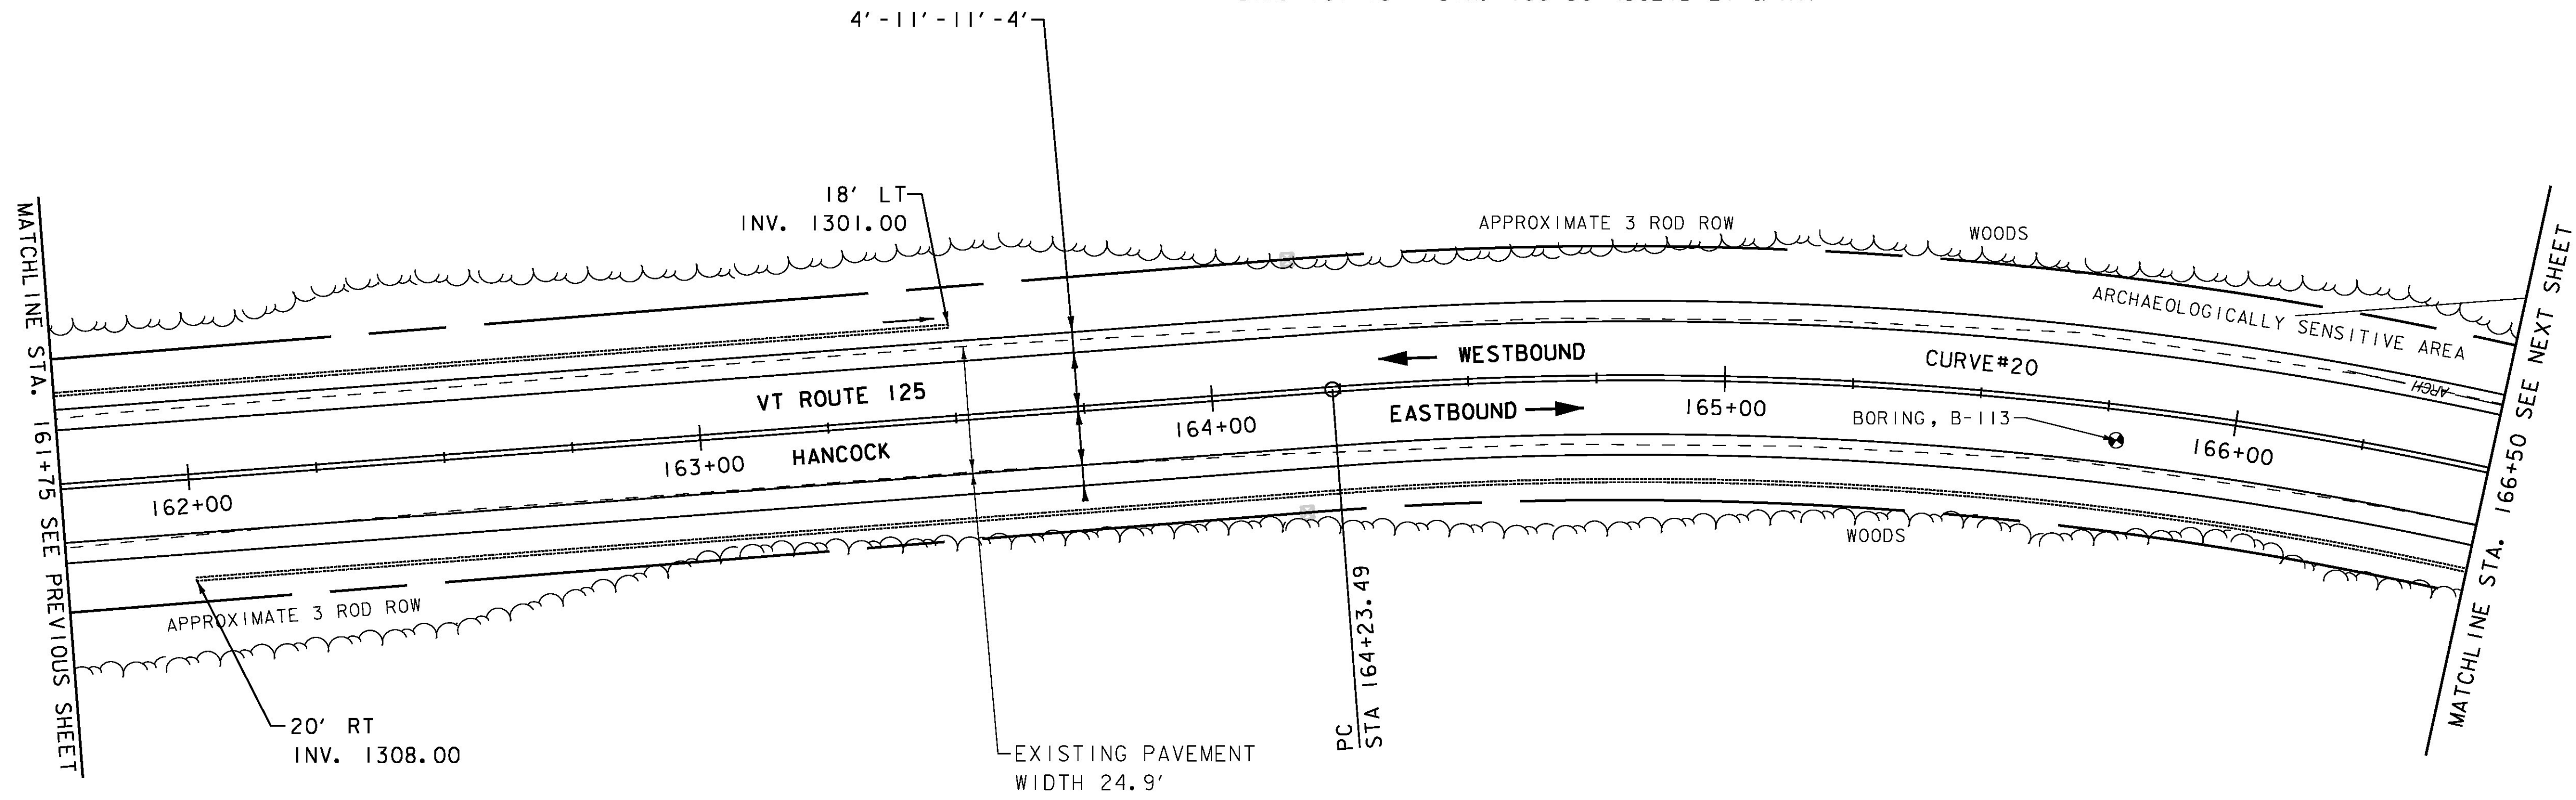 4'-11'-11'-4'
18' LT
INV. 1301.00
APPROXIMATE 3 ROD ROW
WOODS
MATCHLINE STA. 161+75 SEE PREVIOUS SHEET
MATCHLINE STA. 166+50 SEE NEXT SHEET
ARCHAEOLOGICALLY SENSITIVE AREA
WESTBOUND
CURVE#20
ARCH
VT ROUTE 125
EASTBOUND
165+00
BORING, B-113
164+00
HANCOCK
163+00
166+00
162+00
WOODS
APPROXIMATE 3 ROD ROW
PC
STA 164+23.49
20' RT
INV. 1308.00
EXISTING PAVEMENT
WIDTH 24.9'